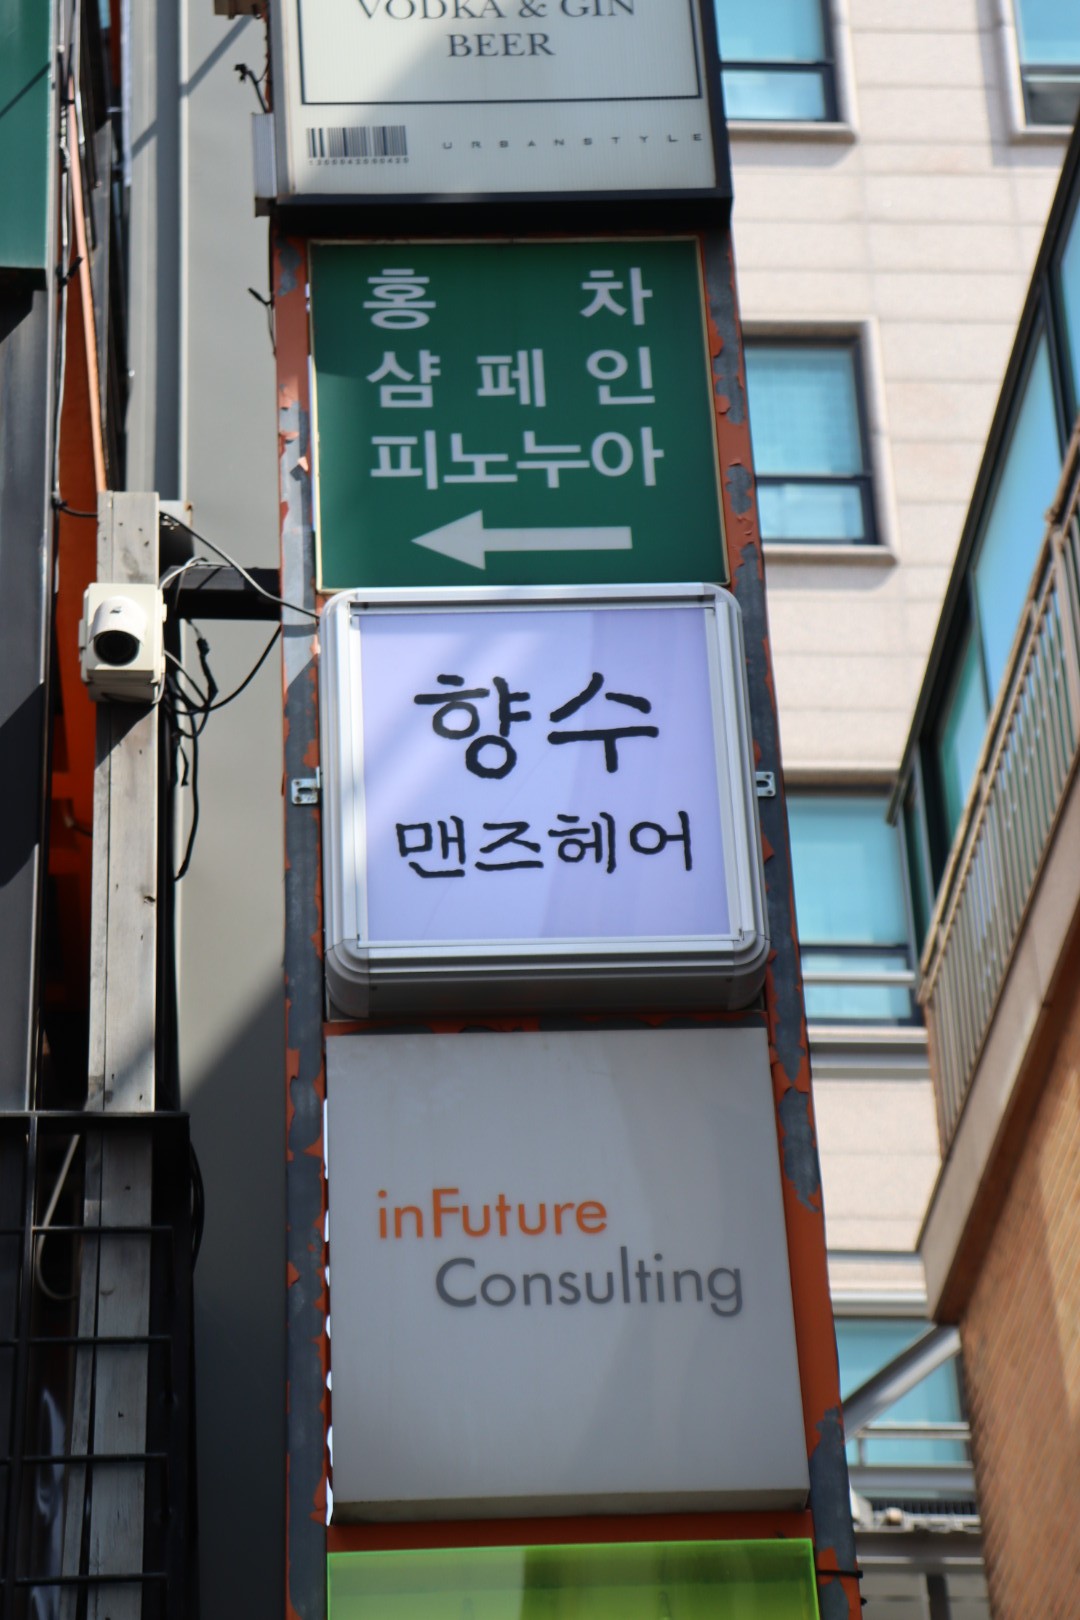 VODKA & GIN
BEER
URBANSTYLE
홍 차
샴 페 인
피노누아
향수
맨즈헤어
inFuture
Consulting